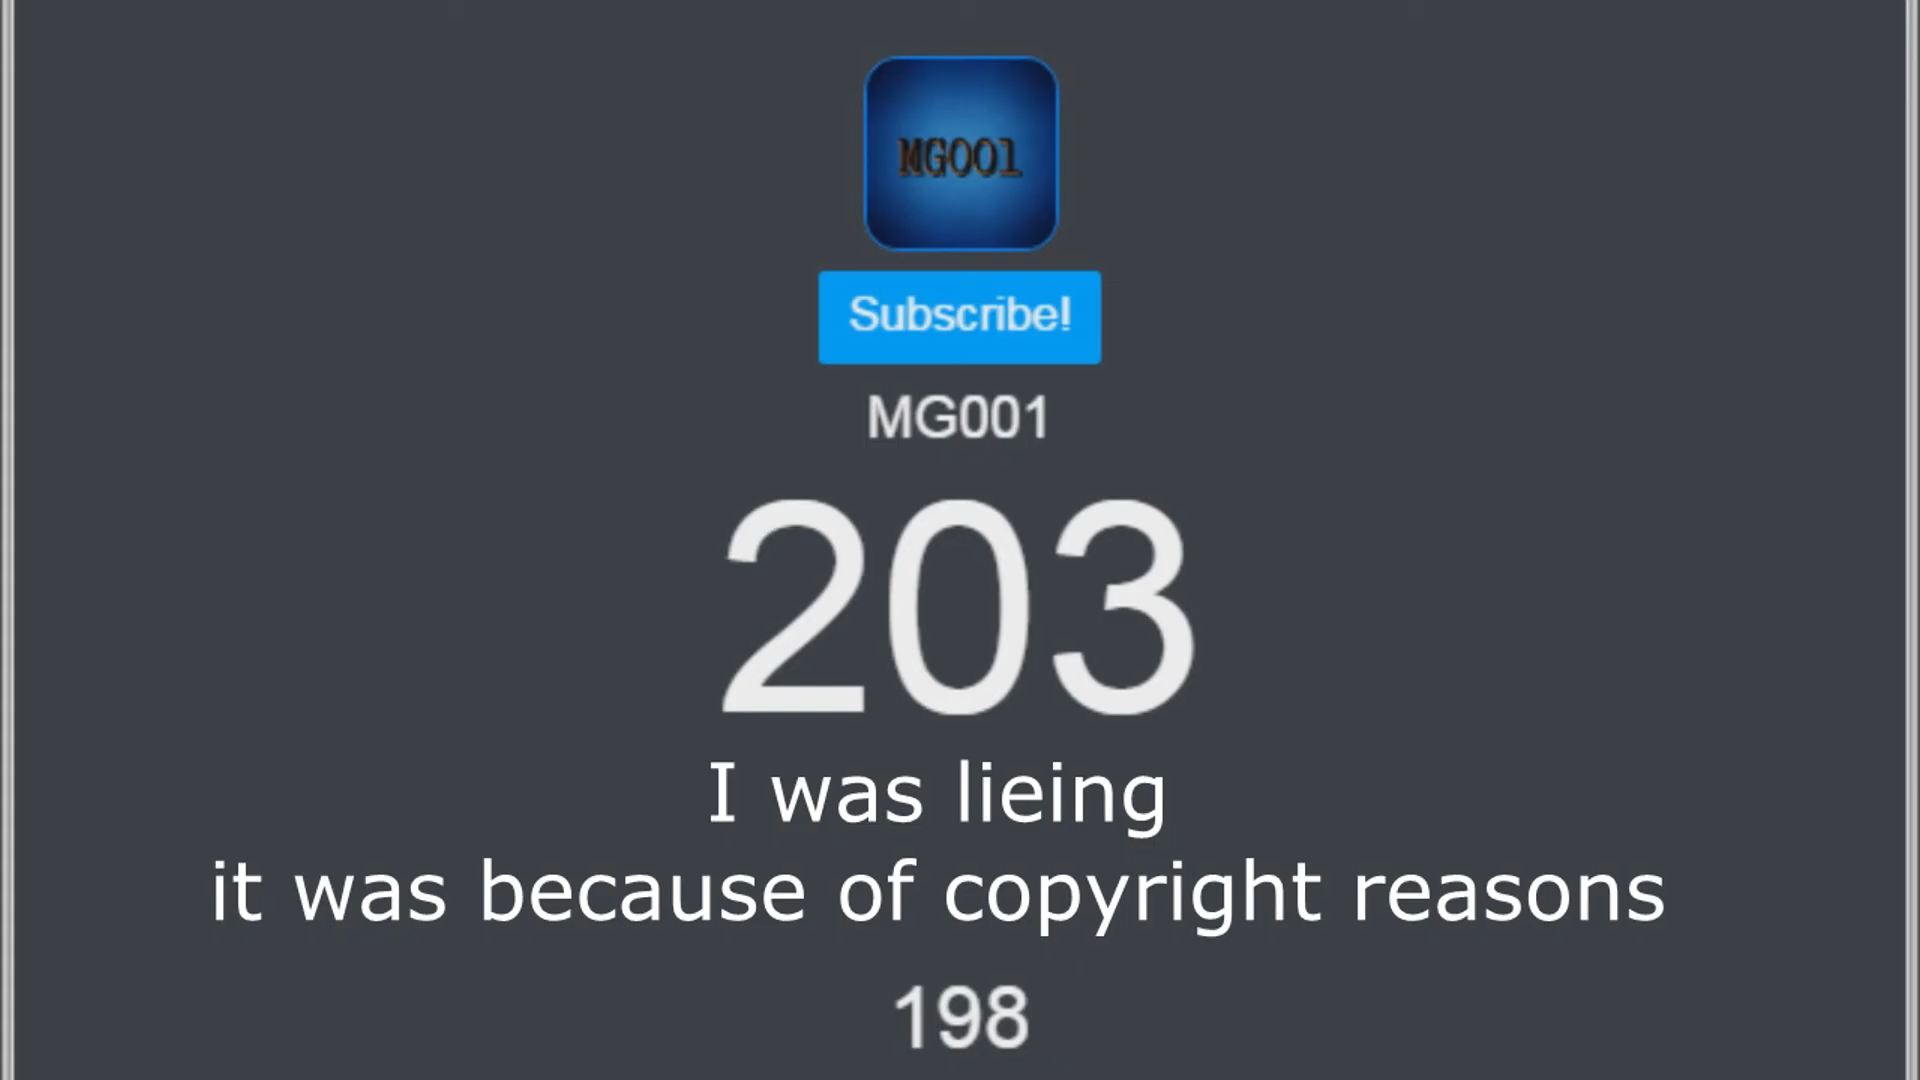 MG001
Subscribe!
MG001
203
I was lieing
it was because of copyright reasons
198